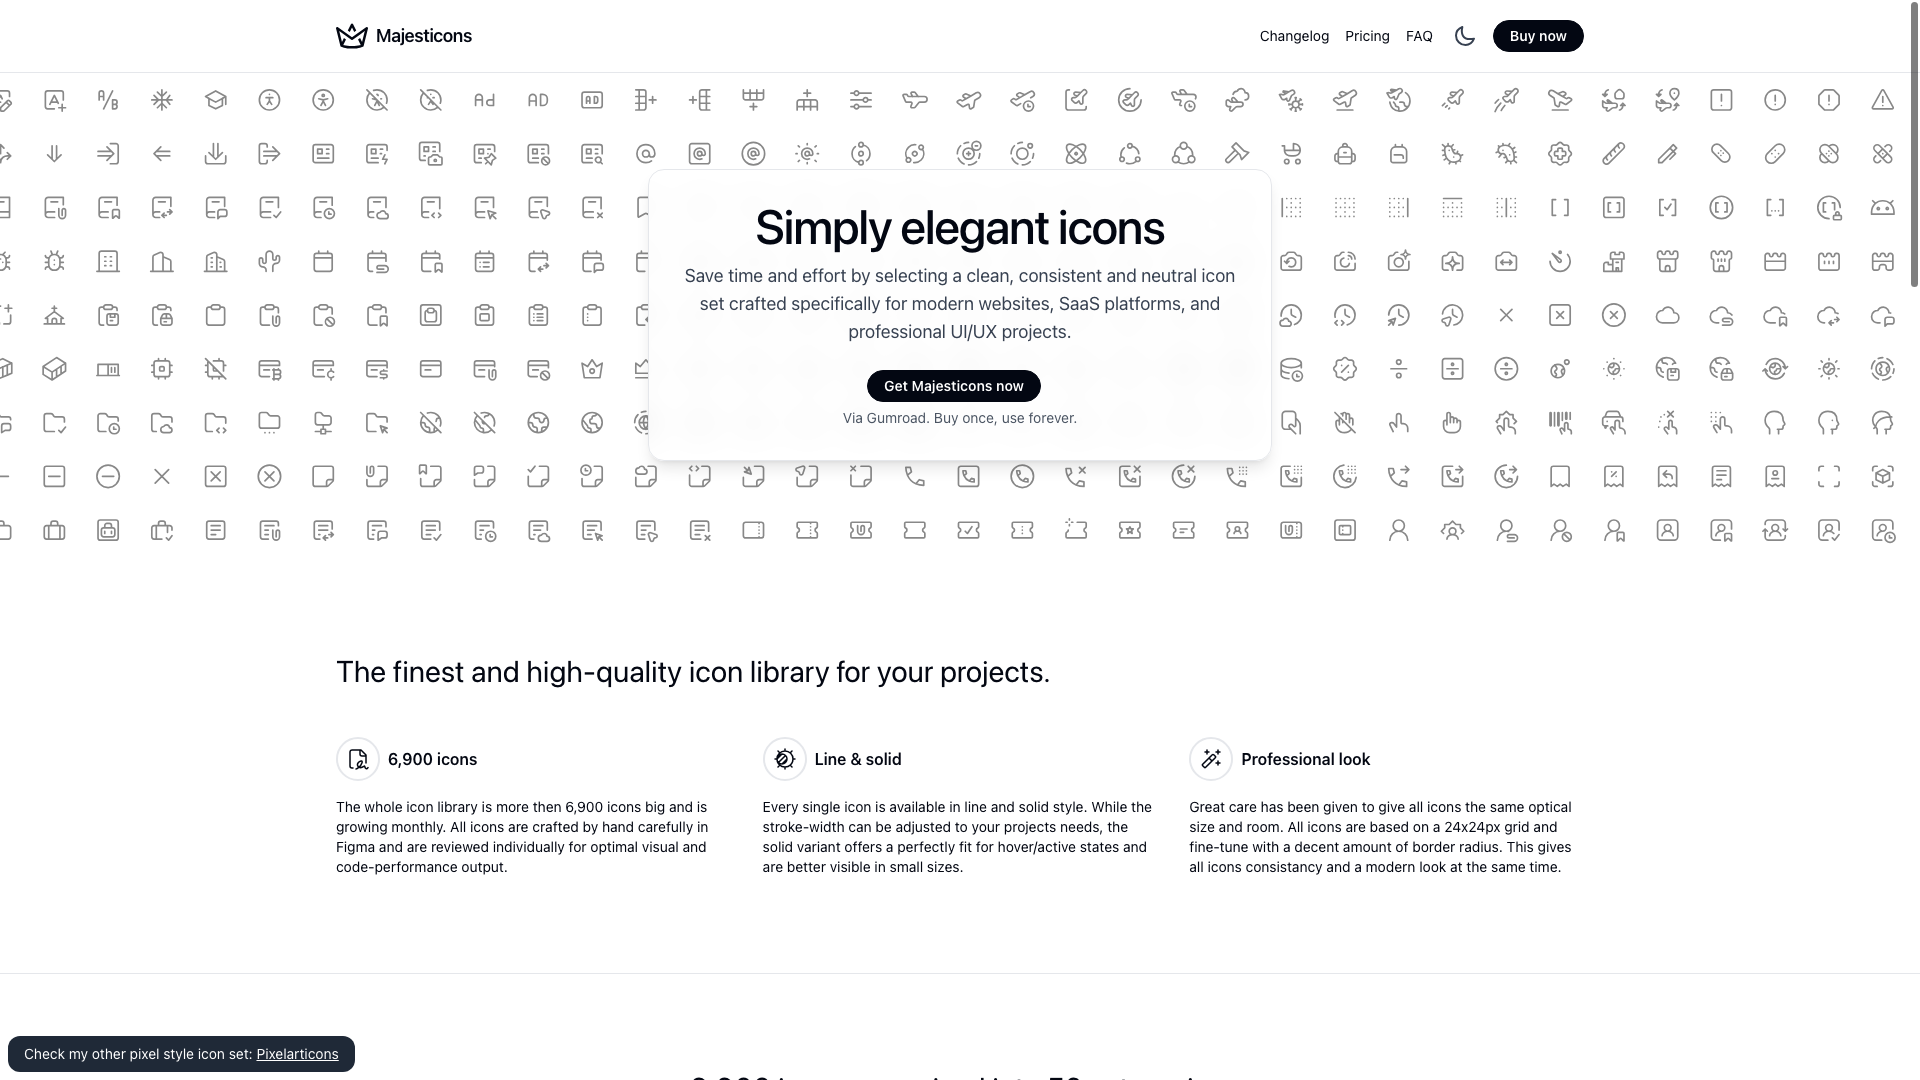 Majesticons
Changelog Pricing FAQ Buy now
Simply elegant icons
Save time and effort by selecting a clean, consistent and neutral icon
set crafted specifically for modern websites, SaaS platforms, and
professional UI/UX projects.
Get Majesticons now
Via Gumroad. Buy once, use forever.
The finest and high-quality icon library for your projects.
6,900 icons
The whole icon library is more then 6,900 icons big and is
growing monthly. All icons are crafted by hand carefully in
Figma and are reviewed individually for optimal visual and
code-performance output.
Line & solid
Every single icon is available in line and solid style. While the
stroke-width can be adjusted to your projects needs, the
solid variant offers a perfectly fit for hover/active states and
are better visible in small sizes.
Professional look
Great care has been given to give all icons the same optical
size and room. All icons are based on a 24x24px grid and
fine-tune with a decent amount of border radius. This gives
all icons consistancy and a modern look at the same time.
Check my other pixel style icon set: Pixelarticons